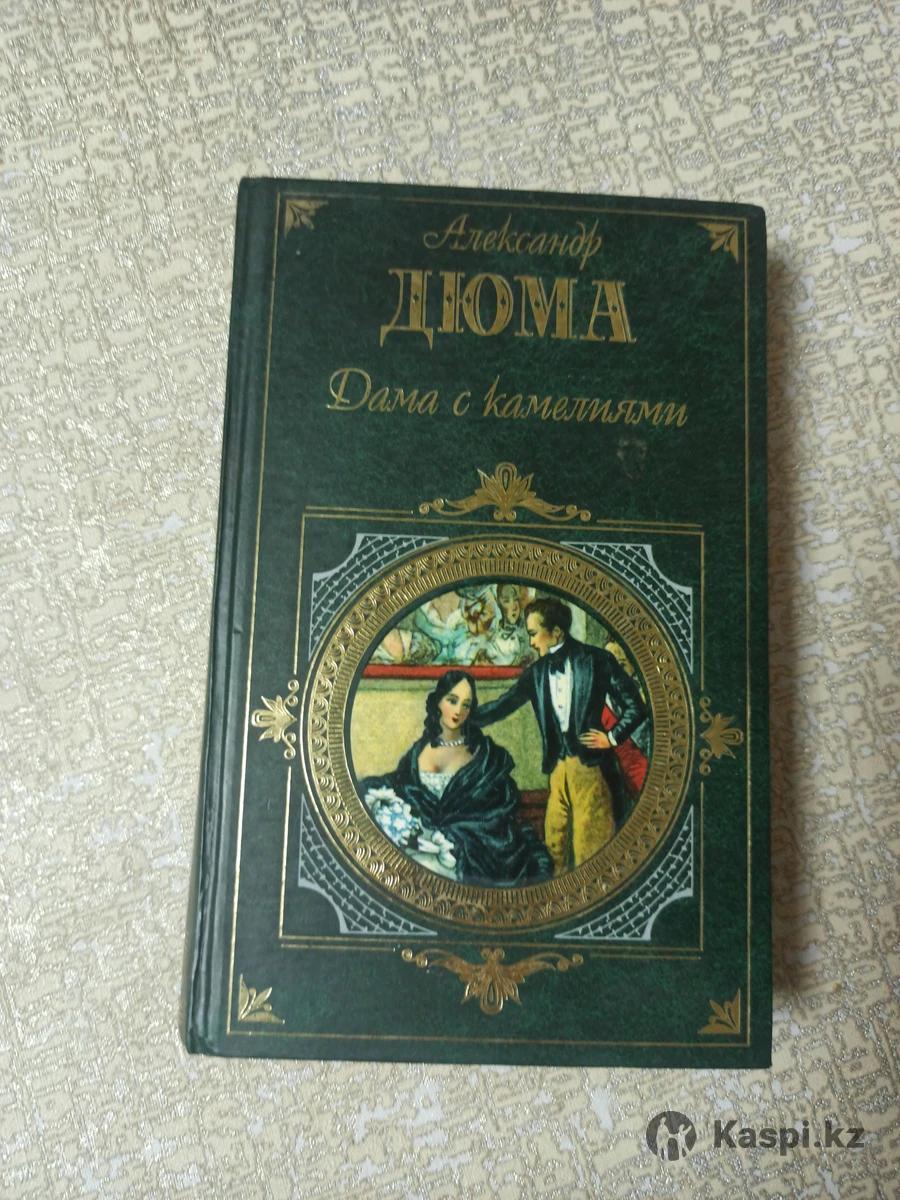 Александр
ДЮМА
Дама с камелиями
Kaspi.kz